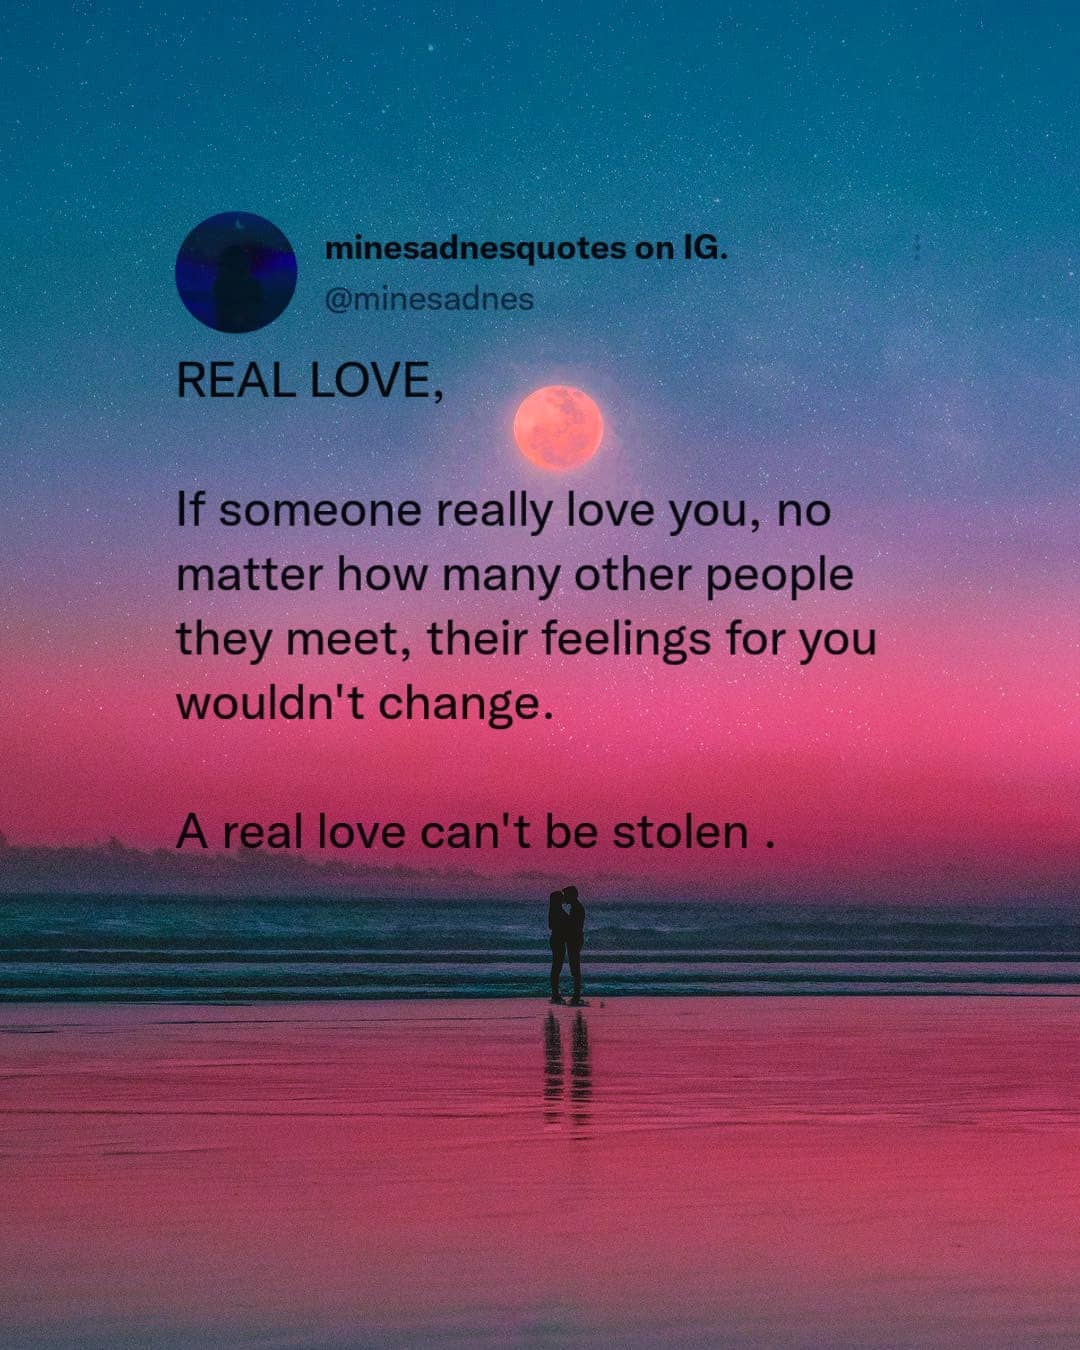 minesadnesquotes on IG.
@minesadnes
REAL LOVE,
If someone really love you, no
matter how many other people
they meet, their feelings for you
wouldn't change.
A real love can't be stolen .